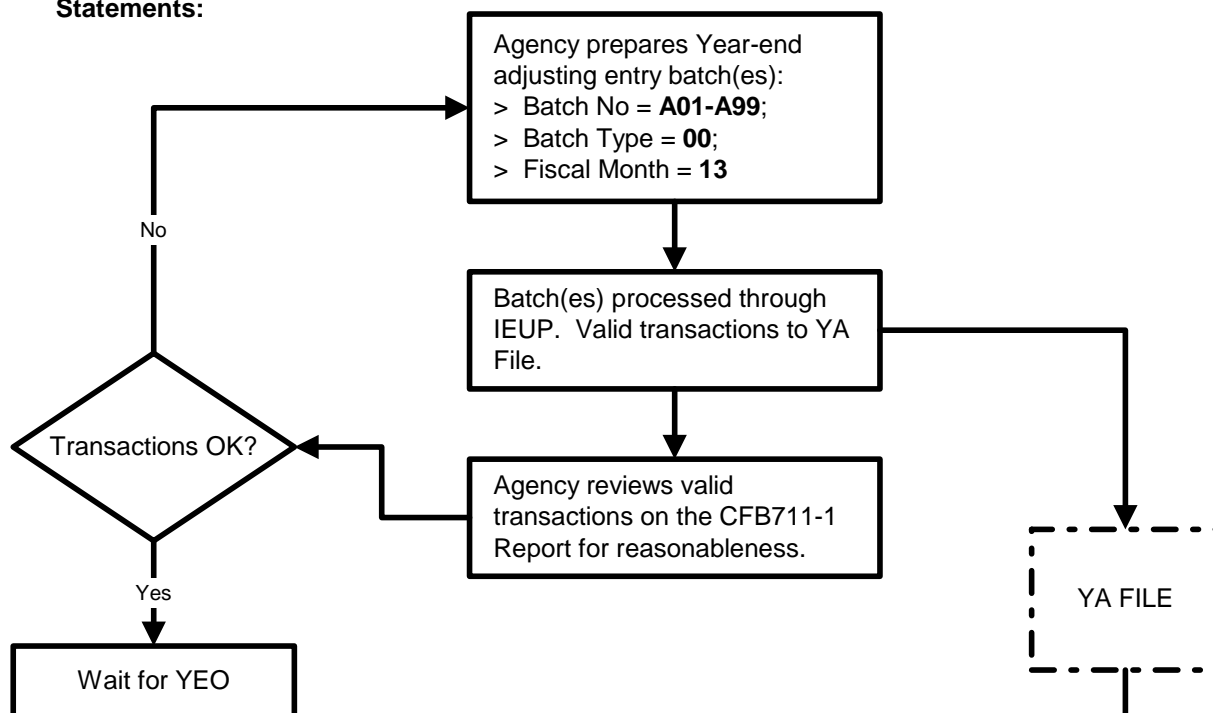 Statements:
Agency prepares Year-end
adjusting entry batch(es):
> Batch No = A01-A99;
> Batch Type = 00;
> Fiscal Month = 13
No
Batch(es) processed through
IEUP. Valid transactions to YA
File.
Transactions OK?
Agency reviews valid
transactions on the CFB711-1
Report for reasonableness.
Yes
YA FILE
Wait for YEO